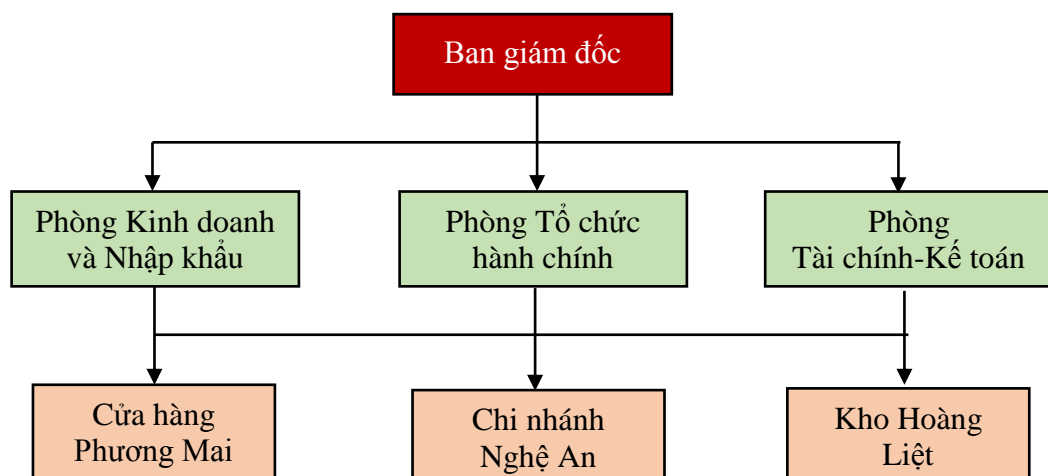 Ban giám đốc
Phòng Kinh doanh
và Nhập khẩu
Phòng Tổ chức
hành chính
Phòng
Tài chính-Kế toán
Cửa hàng
Phương Mai
Chi nhánh
Nghệ An
Kho Hoàng
Liệt